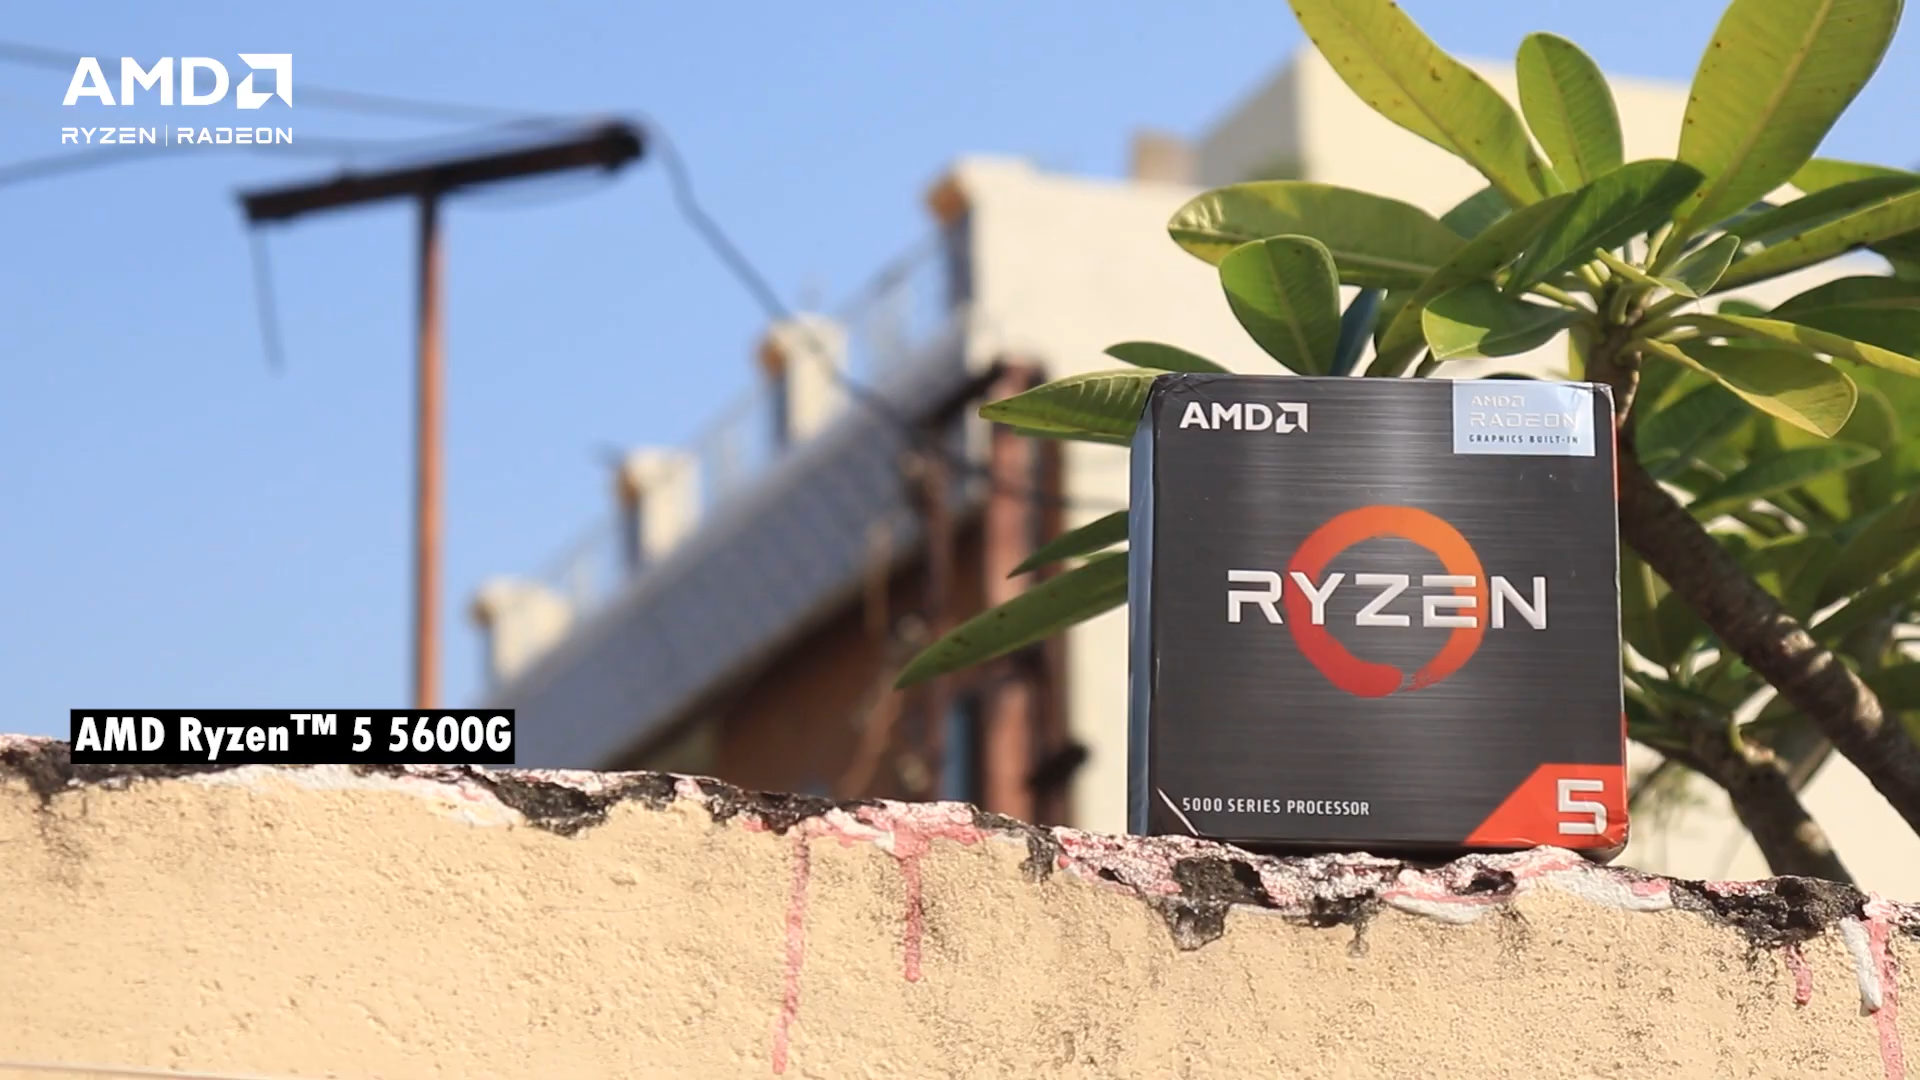 AMD
RYZEN | RADEON
AMD
AMD
RADEON
GRAPHICS BUILT-IN
RYZEN
AMD Ryzen™ 5 5600G
5000 SERIES PROCESSOR
5